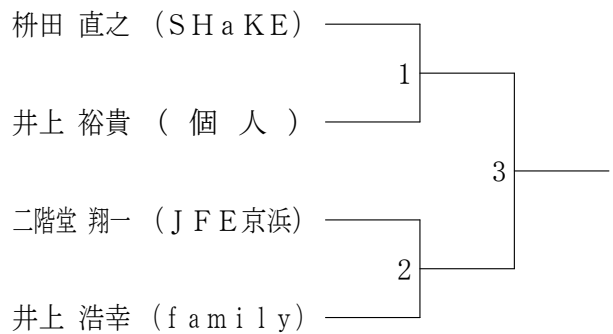 枡田 直之 (ＳＨａＫＥ)
1
井上 裕貴 ( 個 人 )
3
二階堂 翔一 (ＪＦＥ京浜)
2
井上 浩幸 (ｆａｍｉｌｙ)